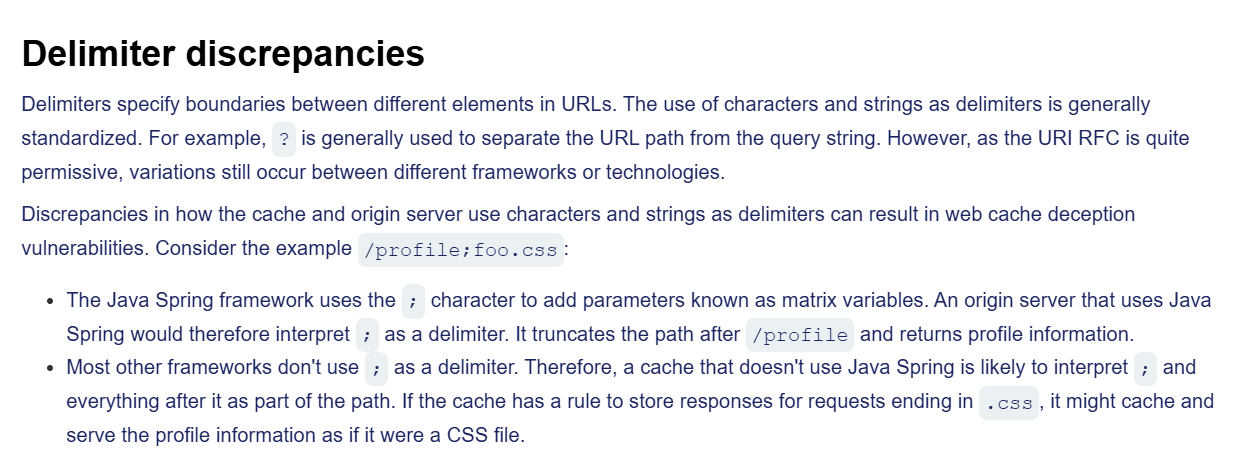 Delimiter discrepancies
Delimiters specify boundaries between different elements in URLs. The use of characters and strings as delimiters is generally
standardized. For example, ? is generally used to separate the URL path from the query string. However, as the URI RFC is quite
permissive, variations still occur between different frameworks or technologies.
Discrepancies in how the cache and origin server use characters and strings as delimiters can result in web cache deception
vulnerabilities. Consider the example /profile;foo.css:
• The Java Spring framework uses the ; character to add parameters known as matrix variables. An origin server that uses Java
Spring would therefore interpret ; as a delimiter. It truncates the path after /profile and returns profile information.
• Most other frameworks don't use ; as a delimiter. Therefore, a cache that doesn't use Java Spring is likely to interpret ; and
everything after it as part of the path. If the cache has a rule to store responses for requests ending in .css, it might cache and
serve the profile information as if it were a CSS file.